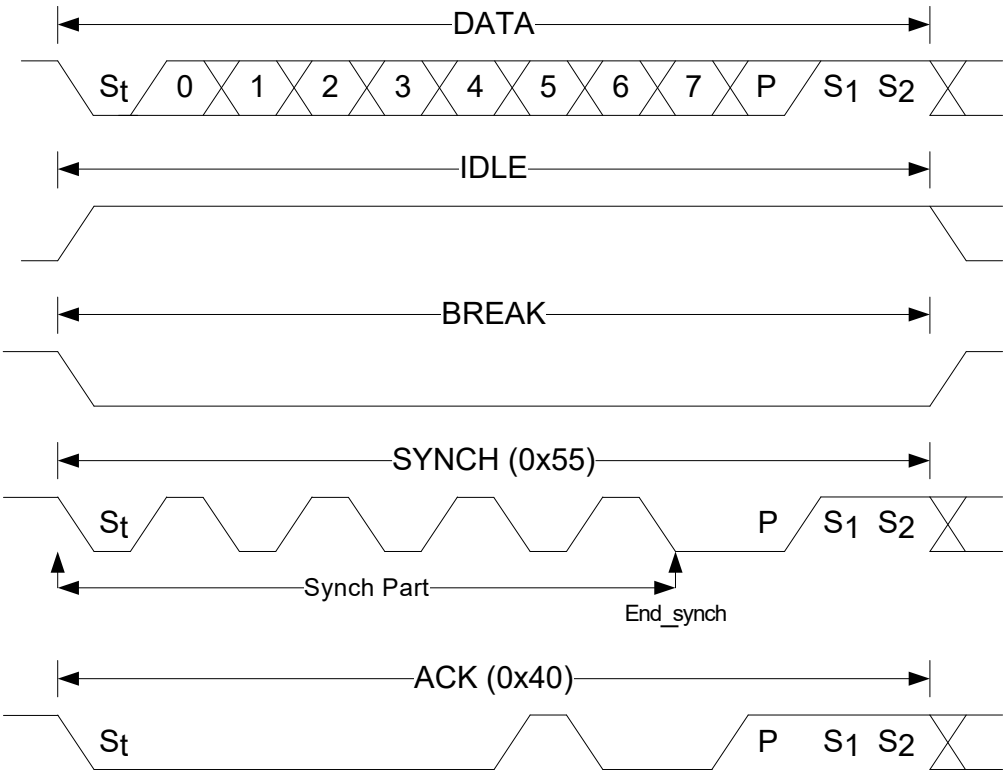 DATA
St 0 1 2 3 4 5 6 7 P S1 S2
IDLE
BREAK
SYNCH (0x55)
St P S1 S2
Synch Part
End_synch
ACK (0x40)
St P S1 S2